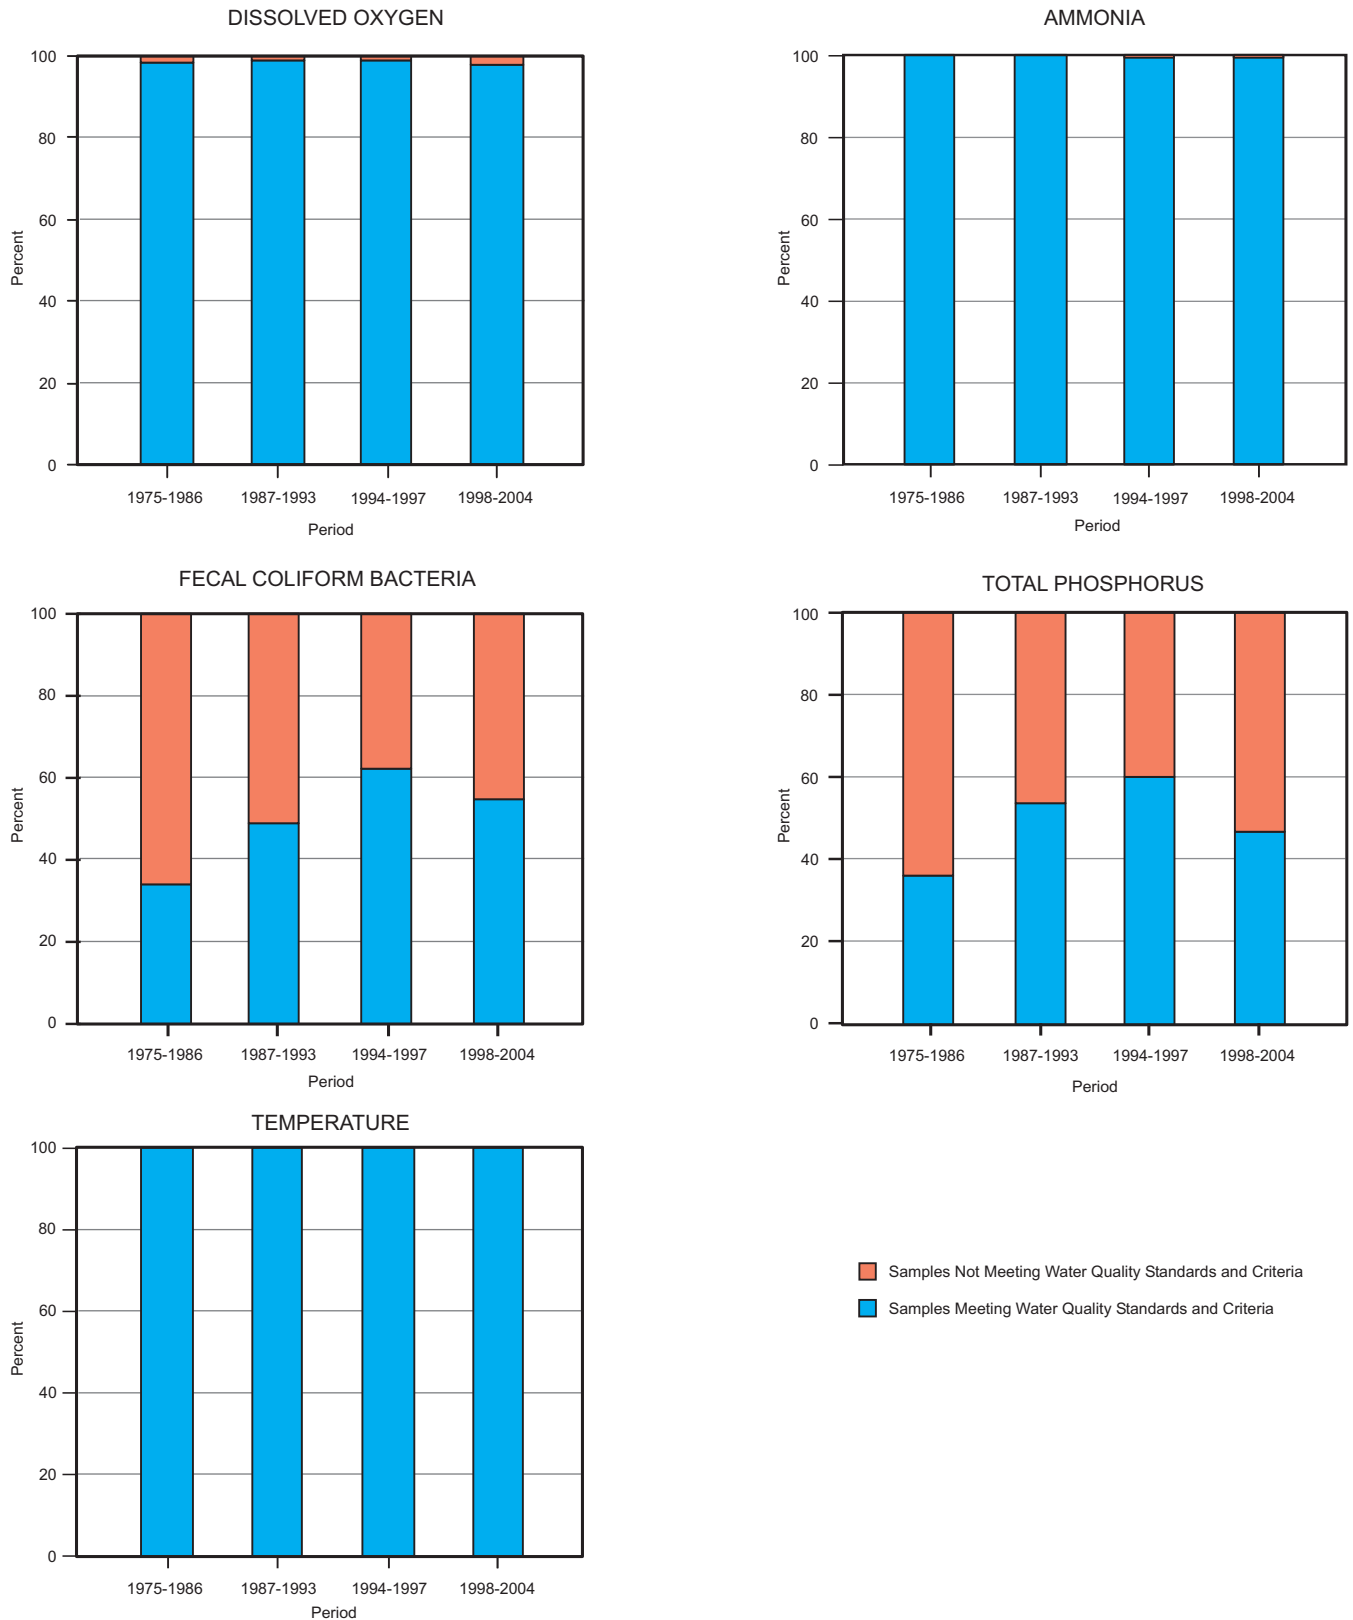 DISSOLVED OXYGEN
100
80
60
40
20
0
Percent
1975-1986 1987-1993 1994-1997 1998-2004
Period
AMMONIA
100
80
60
40
20
0
Percent
1975-1986 1987-1993 1994-1997 1998-2004
Period
FECAL COLIFORM BACTERIA
100
80
60
40
20
0
Percent
1975-1986 1987-1993 1994-1997 1998-2004
Period
TOTAL PHOSPHORUS
100
80
60
40
20
0
Percent
1975-1986 1987-1993 1994-1997 1998-2004
Period
TEMPERATURE
100
80
60
40
20
0
Percent
1975-1986 1987-1993 1994-1997 1998-2004
Period
Samples Not Meeting Water Quality Standards and Criteria
Samples Meeting Water Quality Standards and Criteria